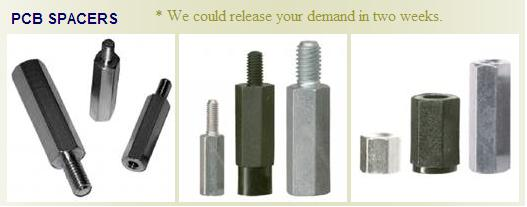 PCB SPACERS
* We could release your demand in two weeks.